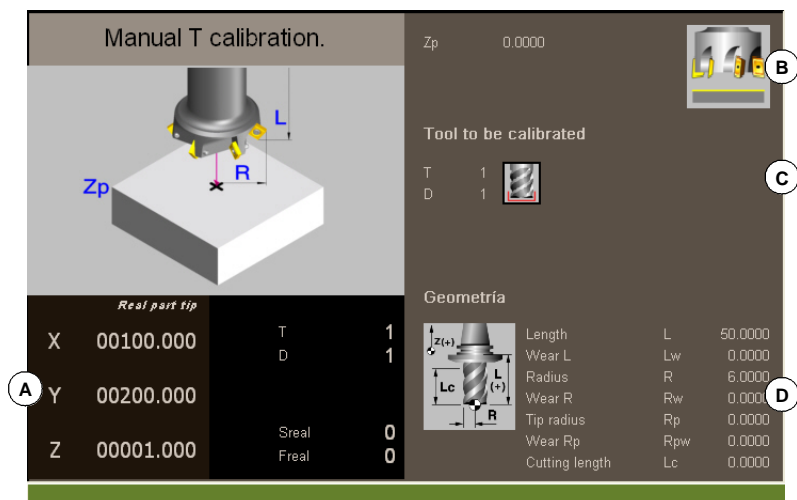 Manual T calibration.
L
R
Zp
Zp 0.0000
B
Tool to be calibrated
T 1
D 1
C
Real part tip
X 00100.000
Y 00200.000
Z 00001.000
A
T 1
D 1
Sreal 0
Freal 0
Geometría
Z(+)
Lc
L
(+)
R
Length L 50.0000
Wear L Lw 0.0000
Radius R 6.0000
Wear R Rw 0.0000
Tip radius Rp 0.0000
Wear Rp Rpw 0.0000
Cutting length Lc 0.0000
D